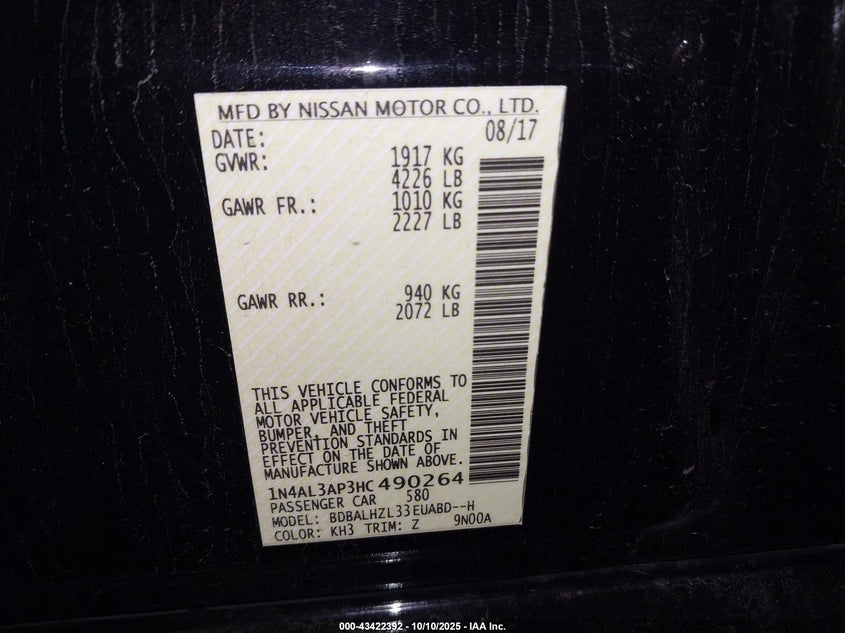 MFD BY NISSAN MOTOR CO., LTD.
DATE: 08/17
GVWR: 1917 KG
4226 LB
GAWR FR.: 1010 KG
2227 LB
GAWR RR.: 940 KG
2072 LB
THIS VEHICLE CONFORMS TO
ALL APPLICABLE FEDERAL
MOTOR VEHICLE SAFETY,
BUMPER, AND THEFT
PREVENTION STANDARDS IN
EFFECT ON THE DATE OF
MANUFACTURE SHOWN ABOVE.
1N4AL3AP3HC490264
PASSENGER CAR 580
MODEL: BDBALHZL33EUABD--H
COLOR: KH3 TRIM: Z 9N00A
000-43422392 - 10/10/2025 - IAA Inc.